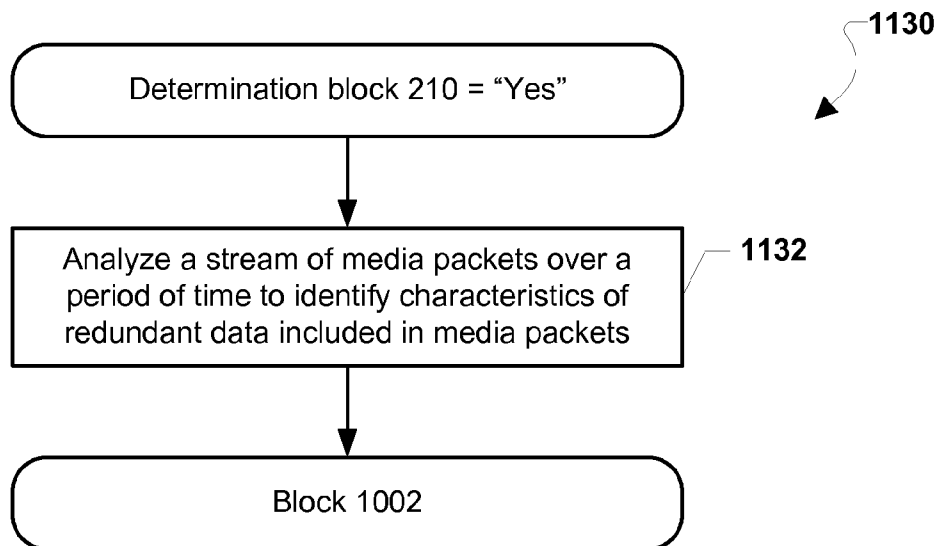 1130
Determination block 210 = “Yes”
Analyze a stream of media packets over a
period of time to identify characteristics of
redundant data included in media packets
1132
Block 1002